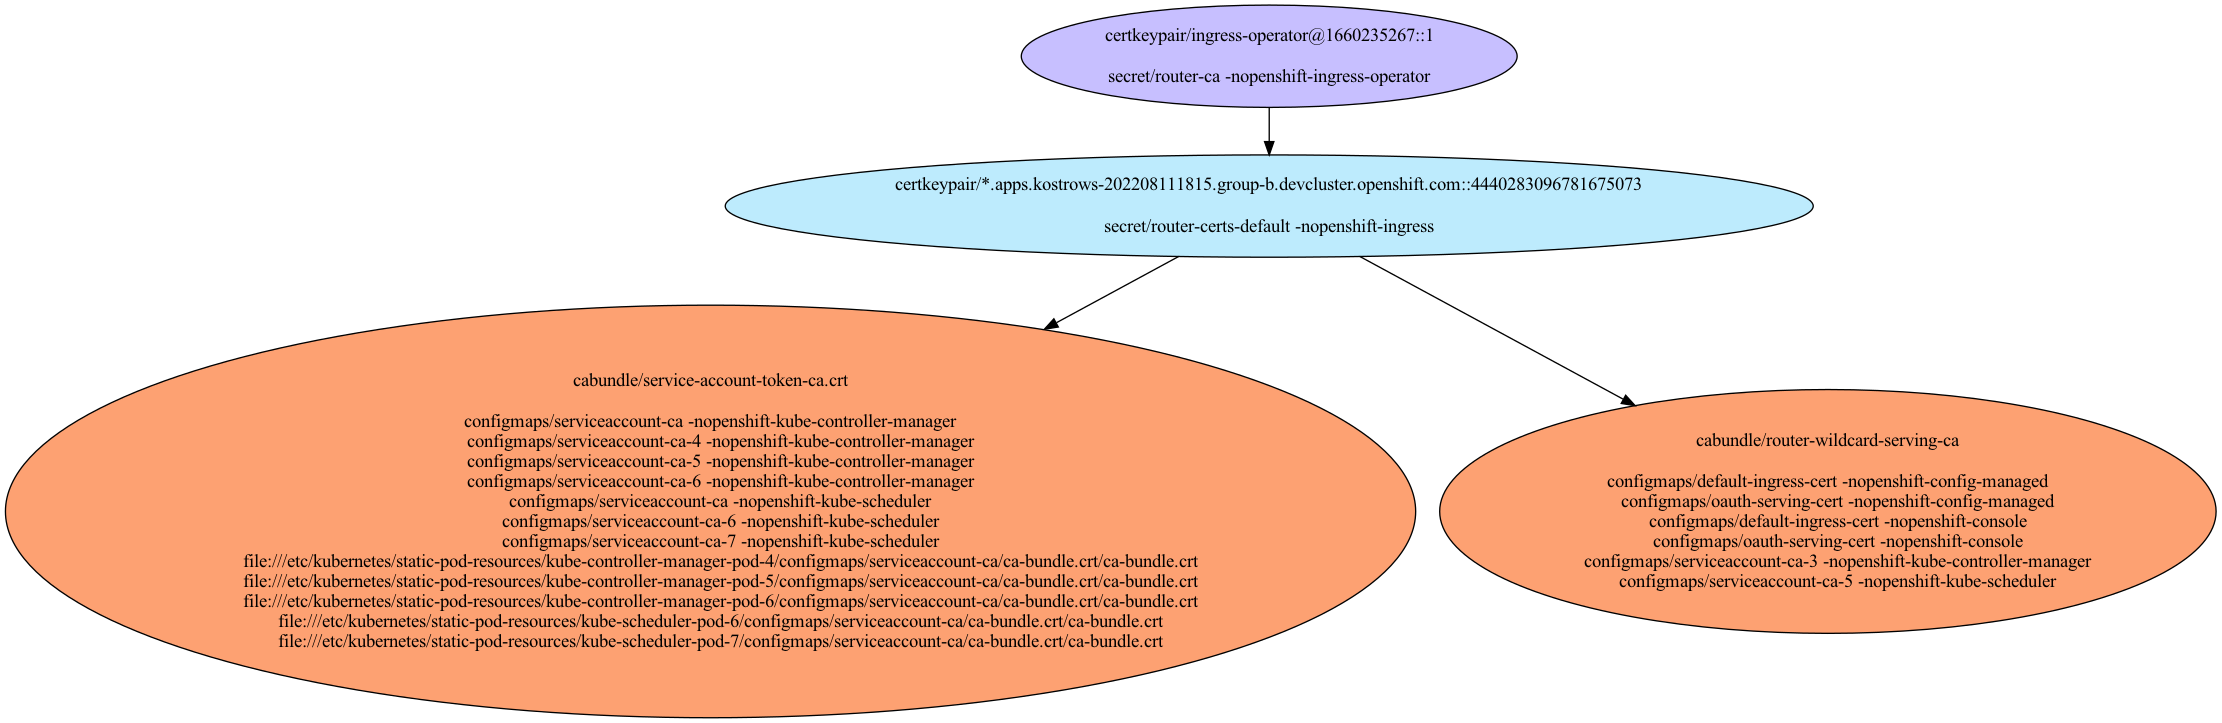 certkeypair/ingress-operator@1660235267::1
secret/router-ca -nopenshift-ingress-operator
certkeypair/*.apps.kostrows-202208111815.group-b.devcluster.openshift.com::4440283096781675073
secret/router-certs-default -nopenshift-ingress
cabundle/service-account-token-ca.crt
configmaps/serviceaccount-ca -nopenshift-kube-controller-manager
configmaps/serviceaccount-ca-4 -nopenshift-kube-controller-manager
configmaps/serviceaccount-ca-5 -nopenshift-kube-controller-manager
configmaps/serviceaccount-ca-6 -nopenshift-kube-controller-manager
configmaps/serviceaccount-ca -nopenshift-kube-scheduler
configmaps/serviceaccount-ca-6 -nopenshift-kube-scheduler
configmaps/serviceaccount-ca-7 -nopenshift-kube-scheduler
file:///etc/kubernetes/static-pod-resources/kube-controller-manager-pod-4/configmaps/serviceaccount-ca/ca-bundle.crt/ca-bundle.crt
file:///etc/kubernetes/static-pod-resources/kube-controller-manager-pod-5/configmaps/serviceaccount-ca/ca-bundle.crt/ca-bundle.crt
file:///etc/kubernetes/static-pod-resources/kube-controller-manager-pod-6/configmaps/serviceaccount-ca/ca-bundle.crt/ca-bundle.crt
file:///etc/kubernetes/static-pod-resources/kube-scheduler-pod-6/configmaps/serviceaccount-ca/ca-bundle.crt/ca-bundle.crt
file:///etc/kubernetes/static-pod-resources/kube-scheduler-pod-7/configmaps/serviceaccount-ca/ca-bundle.crt/ca-bundle.crt
cabundle/router-wildcard-serving-ca
configmaps/default-ingress-cert -nopenshift-config-managed
configmaps/oauth-serving-cert -nopenshift-config-managed
configmaps/default-ingress-cert -nopenshift-console
configmaps/oauth-serving-cert -nopenshift-console
configmaps/serviceaccount-ca-3 -nopenshift-kube-controller-manager
configmaps/serviceaccount-ca-5 -nopenshift-kube-scheduler